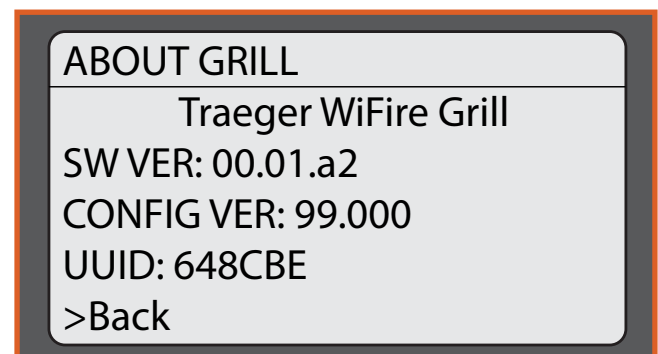 ABOUT GRILL
Traeger WiFire Grill
SW VER: 00.01.a2
CONFIG VER: 99.000
UUID: 648CBE
>Back